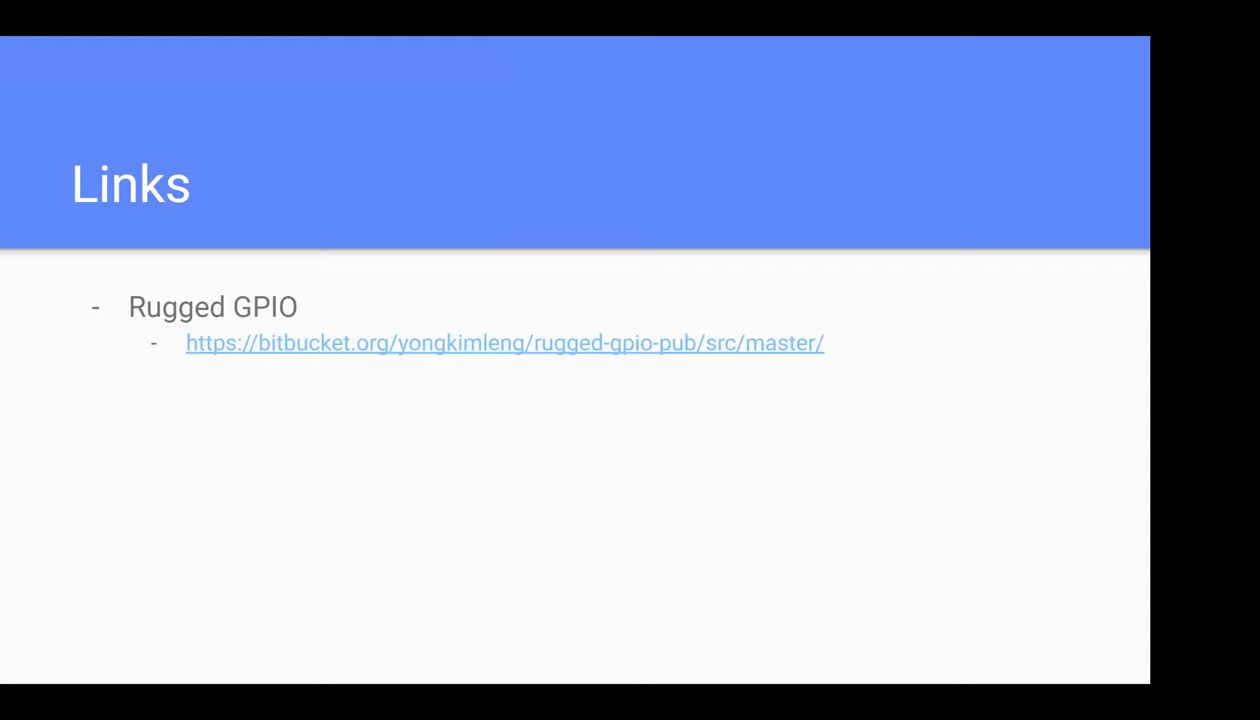 Links
- Rugged GPIO
- https://bitbucket.org/yongkimleng/rugged-gpio-pub/src/master/